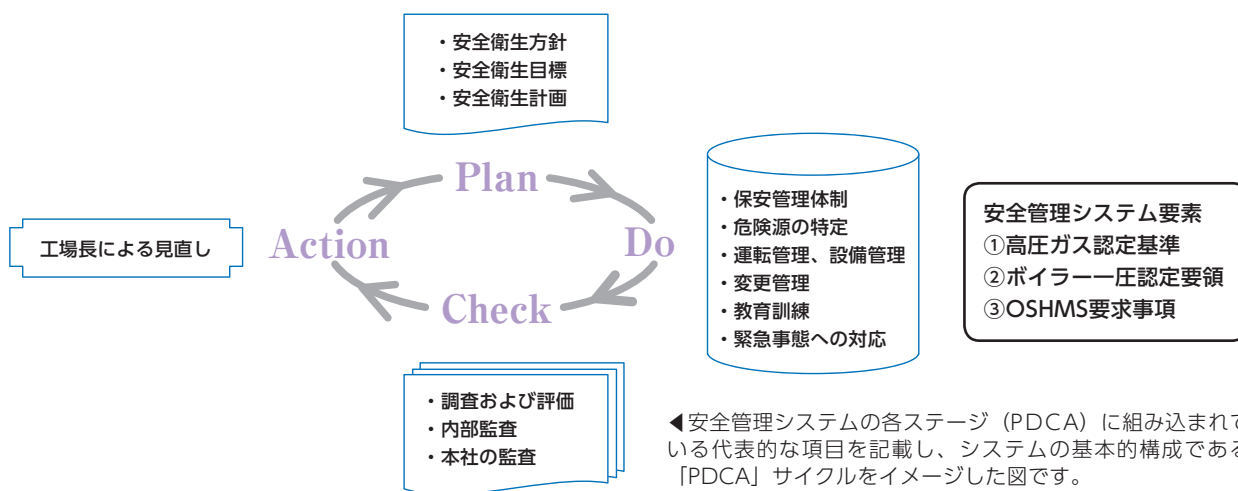 ・安全衛生方針
・安全衛生目標
・安全衛生計画
Plan
Do
Check
Action
工場長による見直し
・保安管理体制
・危険源の特定
・運転管理、設備管理
・変更管理
・教育訓練
・緊急事態への対応
安全管理システム要素
①高圧ガス認定基準
②ボイラー一圧認定要領
③OSHMS要求事項
・調査および評価
・内部監査
・本社の監査
◀安全管理システムの各ステージ（PDCA）に組み込まれて
いる代表的な項目を記載し、システムの基本的構成である
「PDCA」サイクルをイメージした図です。